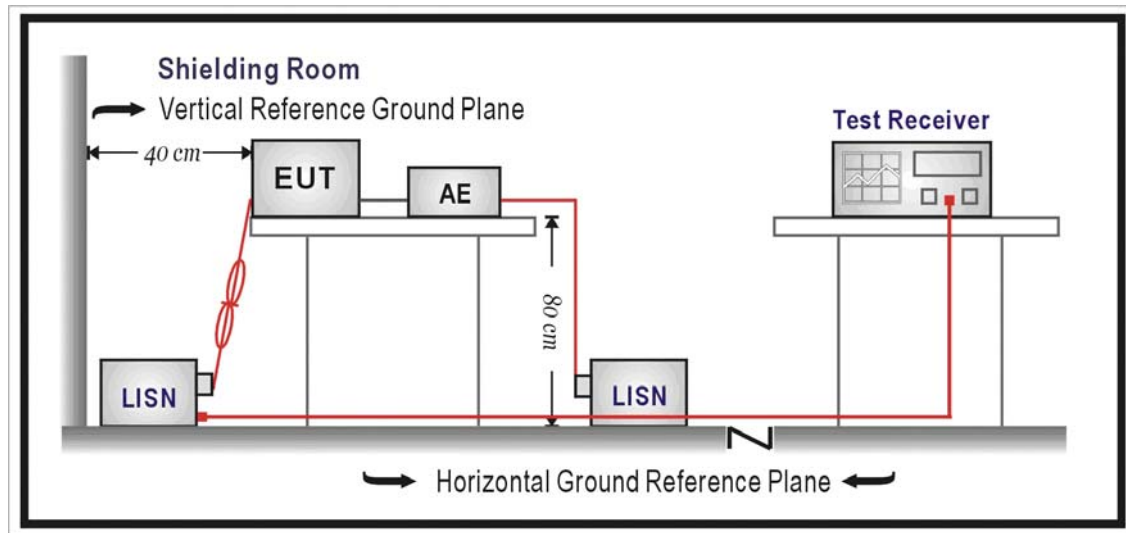 Shielding Room
Vertical Reference Ground Plane
40 cm
EUT
AE
Test Receiver
80 cm
LISN
LISN
Horizontal Ground Reference Plane